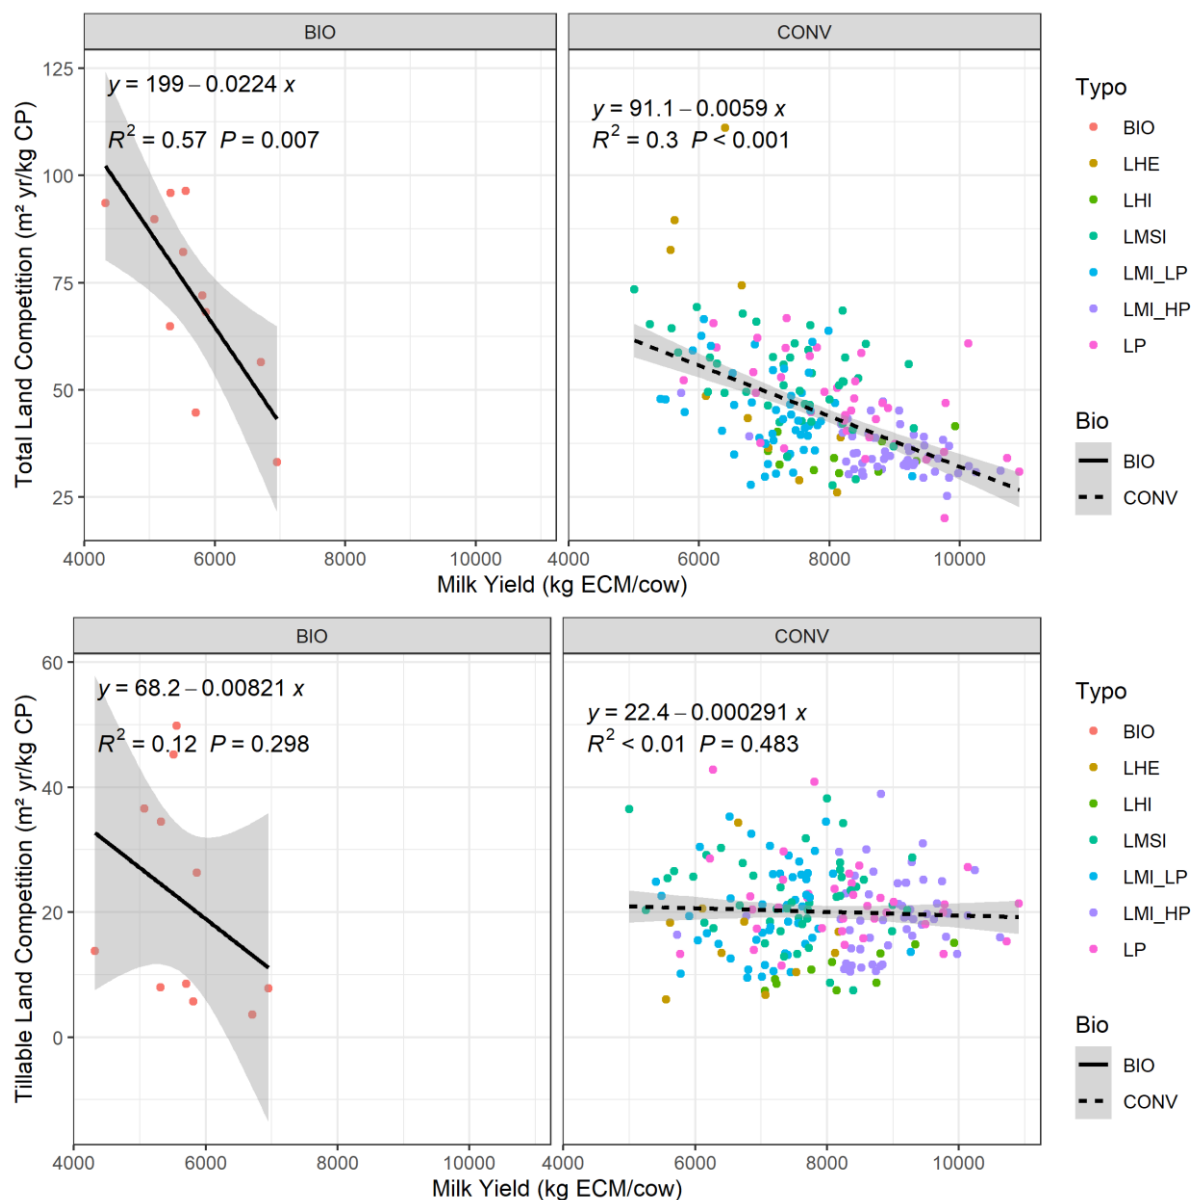 BIO
CONV
125
100
75
50
25
Total Land Competition (m² yr/kg CP)
y = 199 – 0.0224 x
R² = 0.57 P = 0.007
y = 91.1 – 0.0059 x
R² = 0.3 P < 0.001
4000 6000 8000 10000
4000 6000 8000 10000
Milk Yield (kg ECM/cow)
Typo
BIO
LHE
LHI
LMSI
LMI_LP
LMI_HP
LP
Bio
BIO
CONV
BIO
CONV
60
40
20
0
Tillable Land Competition (m² yr/kg CP)
y = 68.2 – 0.00821 x
R² = 0.12 P = 0.298
y = 22.4 – 0.000291 x
R² < 0.01 P = 0.483
4000 6000 8000 10000
4000 6000 8000 10000
Milk Yield (kg ECM/cow)
Typo
BIO
LHE
LHI
LMSI
LMI_LP
LMI_HP
LP
Bio
BIO
CONV